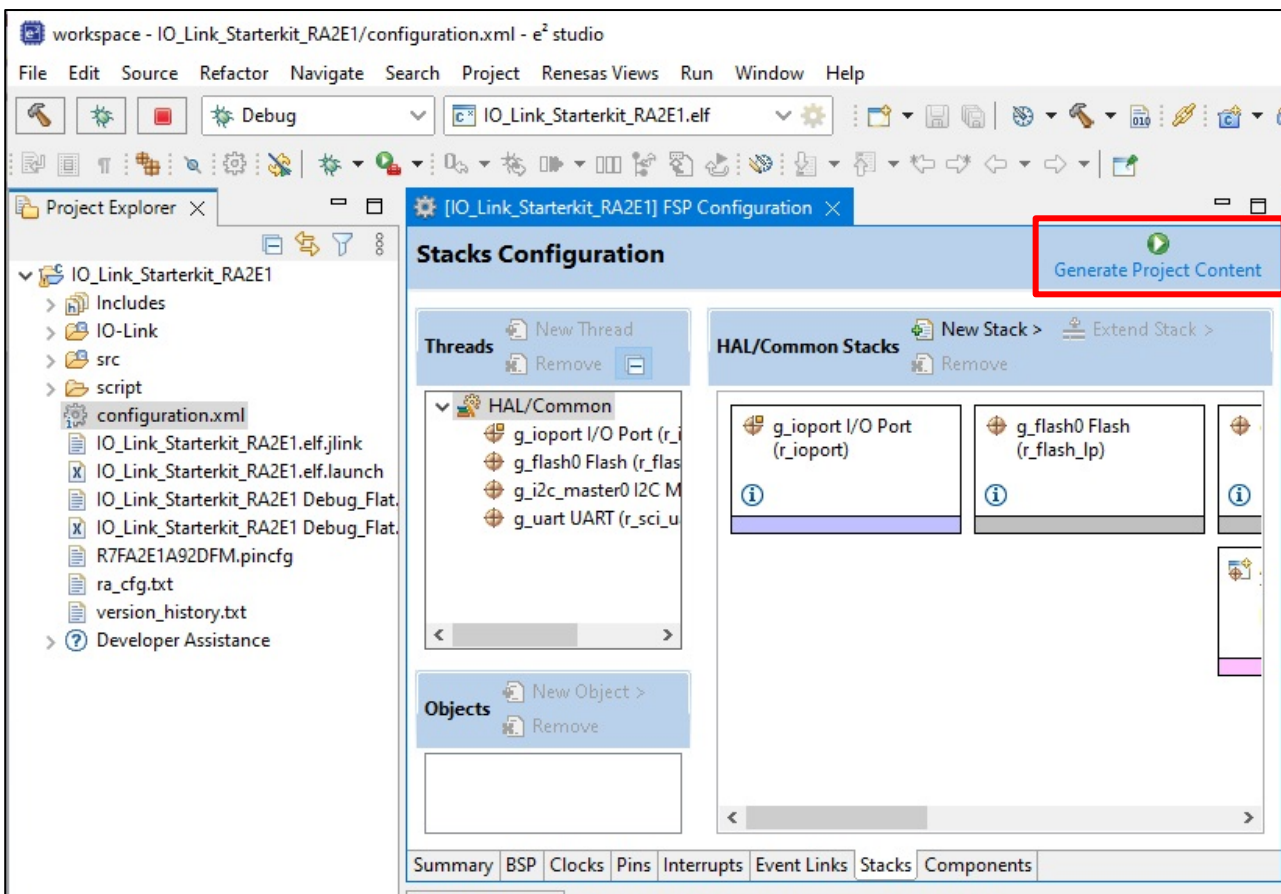 workspace - IO_Link_Starterkit_RA2E1/configuration.xml - e² studio
File Edit Source Refactor Navigate Search Project Renesas Views Run Window Help
Debug
IO_Link_Starterkit_RA2E1.elf
Project Explorer
[IO_Link_Starterkit_RA2E1] FSP Configuration
Stacks Configuration
Generate Project Content
IO_Link_Starterkit_RA2E1
Includes
IO-Link
src
script
configuration.xml
IO_Link_Starterkit_RA2E1.elf.jlink
IO_Link_Starterkit_RA2E1.elf.launch
IO_Link_Starterkit_RA2E1 Debug_Flat.
IO_Link_Starterkit_RA2E1 Debug_Flat.
R7FA2E1A92DFM.pincfg
ra_cfg.txt
version_history.txt
Developer Assistance
Threads
New Thread
Remove
HAL/Common
g_ioport I/O Port (r_i
g_flash0 Flash (r_flas
g_i2c_master0 I2C M
g_uart UART (r_sci_u
Objects
New Object >
Remove
HAL/Common Stacks
New Stack >
Extend Stack >
Remove
g_ioport I/O Port
(r_ioport)
g_flash0 Flash
(r_flash_lp)
Summary BSP Clocks Pins Interrupts Event Links Stacks Components